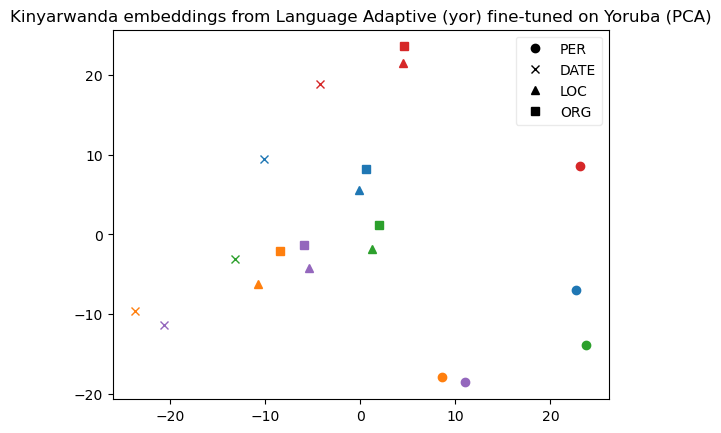 Kinyarwanda embeddings from Language Adaptive (yor) fine-tuned on Yoruba (PCA)
PER
DATE
LOC
ORG
20
10
0
−10
−20
−20
−10
0
10
20